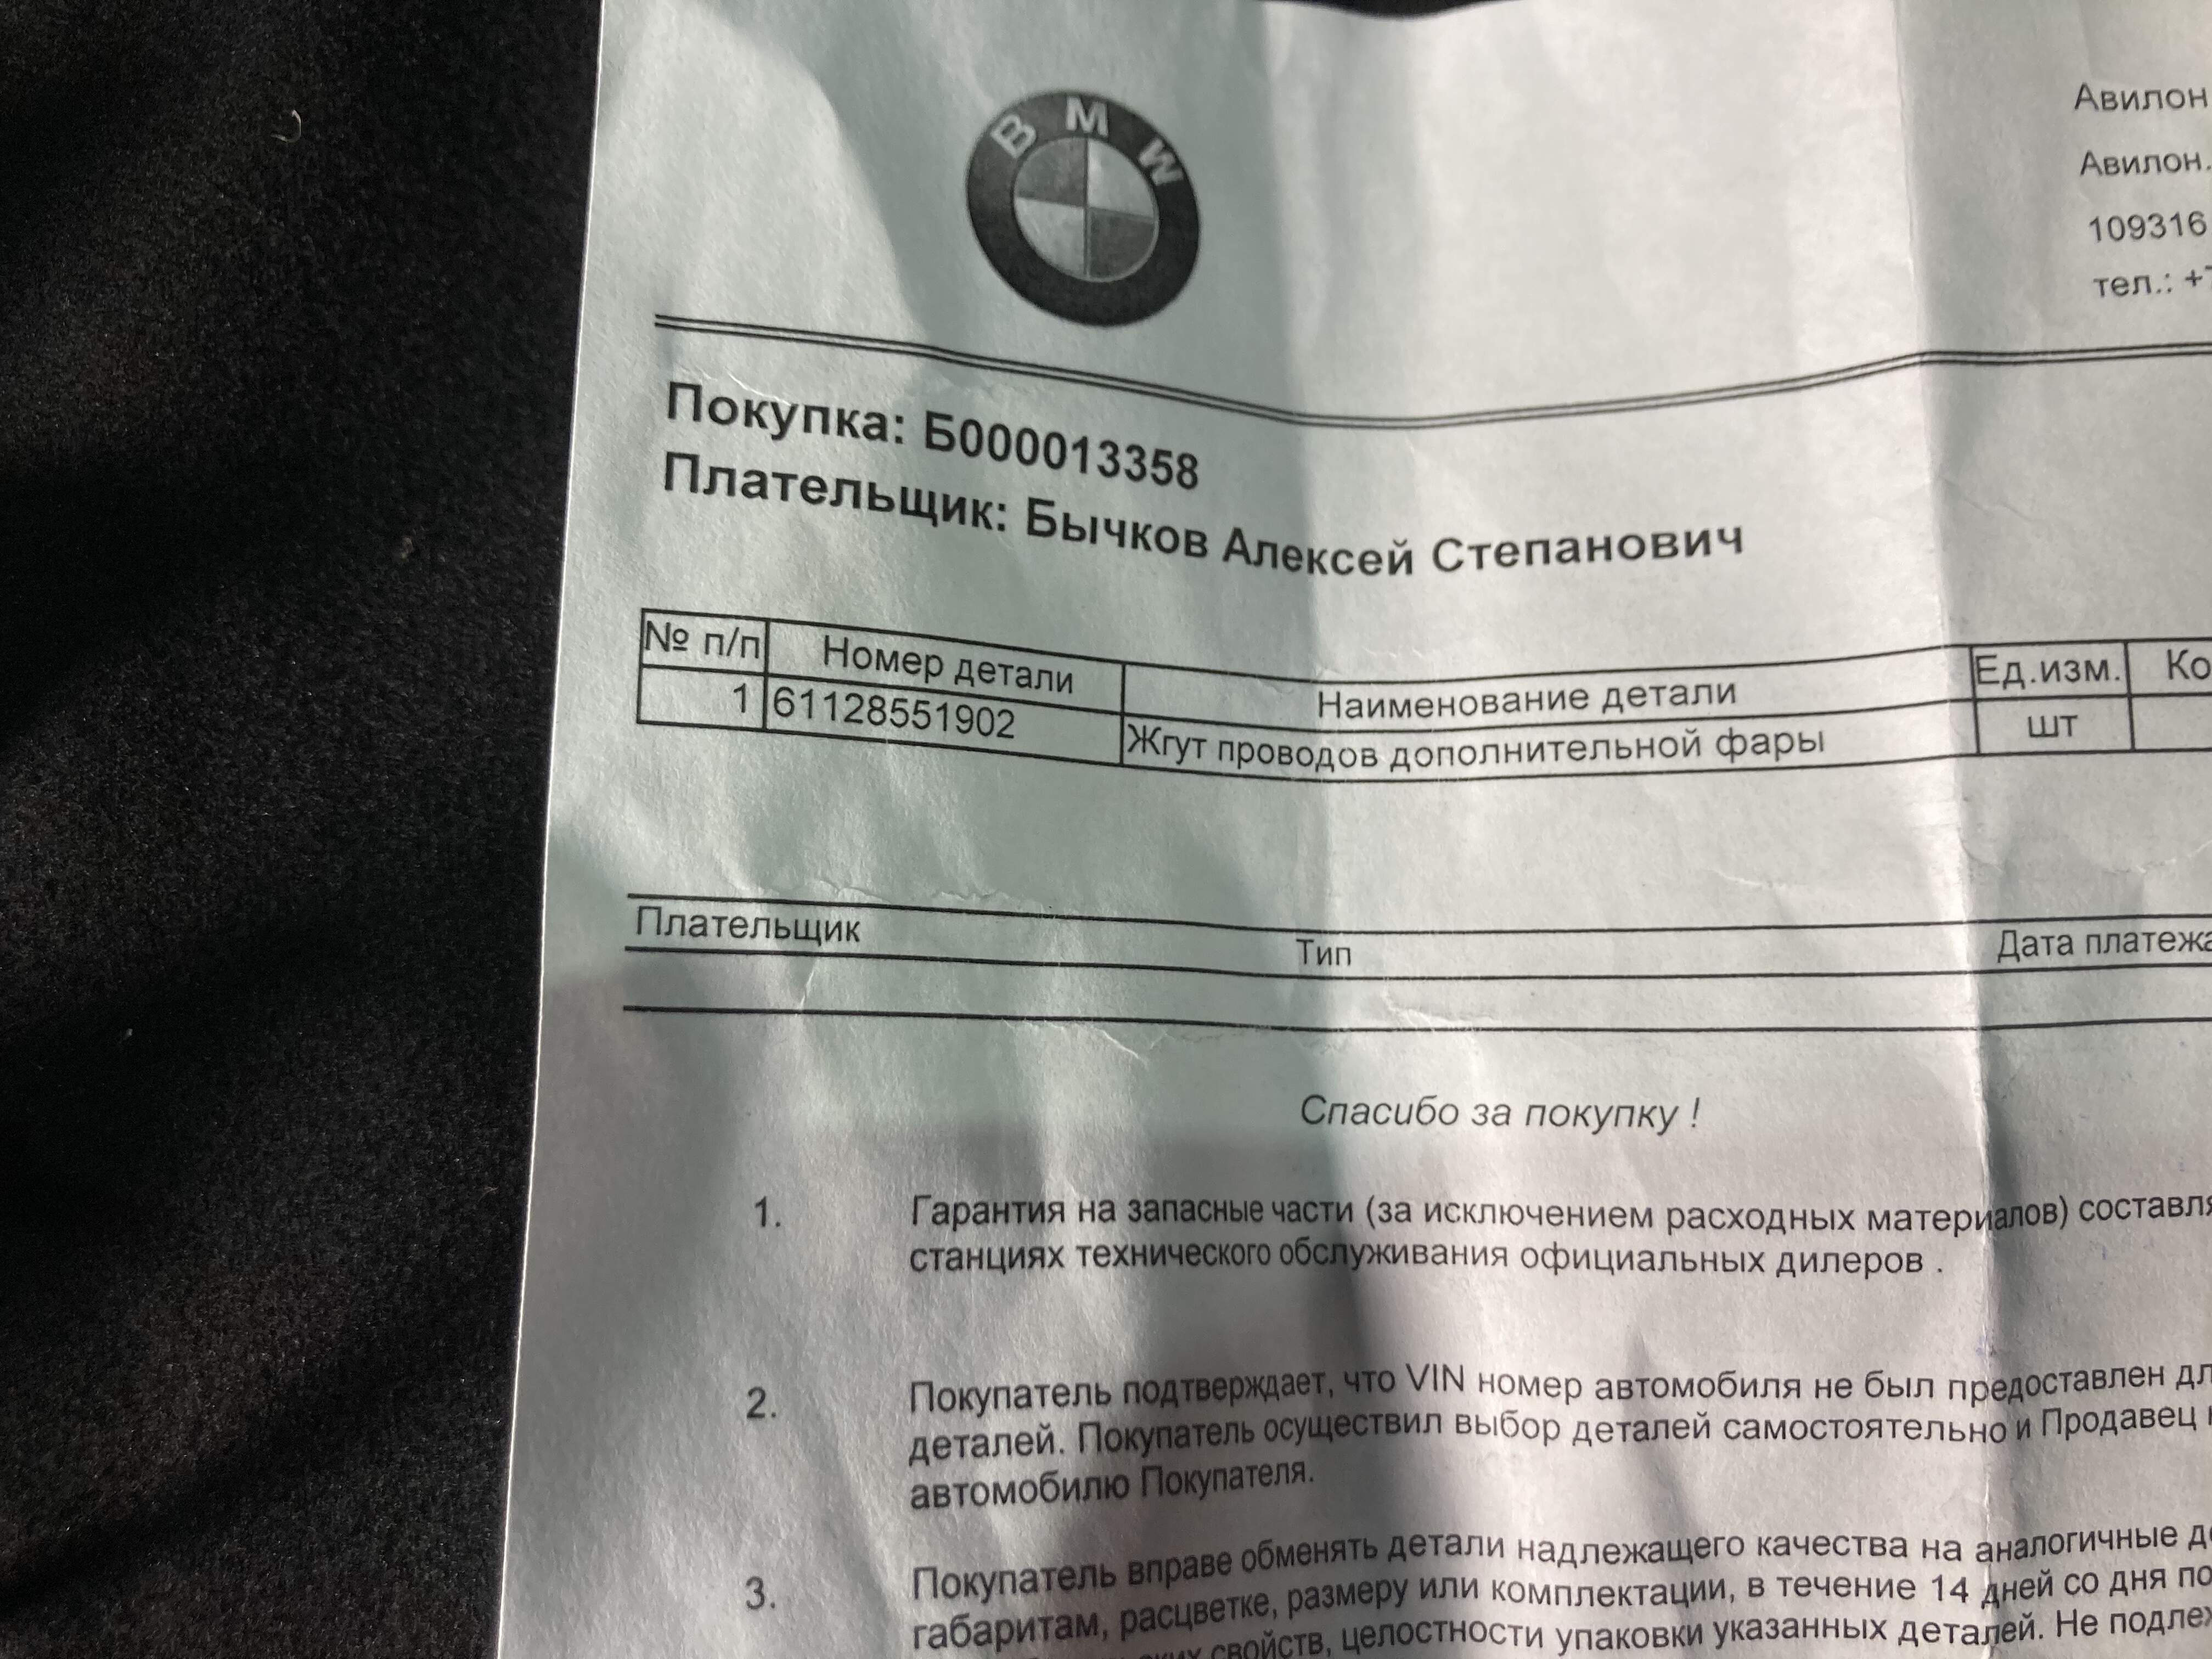 BMW
Авилон
Авилон.
109316
тел.: +7
Покупка: Б000013358
Плательщик: Бычков Алексей Степанович
№ п/п Номер детали Наименование детали Ед.изм. Ко
1 61128551902 Жгут проводов дополнительной фары шт
Плательщик Тип Дата платежа
Спасибо за покупку !
1. Гарантия на запасные части (за исключением расходных материалов) составля
станциях технического обслуживания официальных дилеров .
2. Покупатель подтверждает, что VIN номер автомобиля не был предоставлен дл
деталей. Покупатель осуществил выбор деталей самостоятельно и Продавец
автомобилю Покупателя.
3. Покупатель вправе обменять детали надлежащего качества на аналогичные де
габаритам, расцветке, размеру или комплектации, в течение 14 дней со дня по
свойств, целостности упаковки указанных деталей. Не подлеж